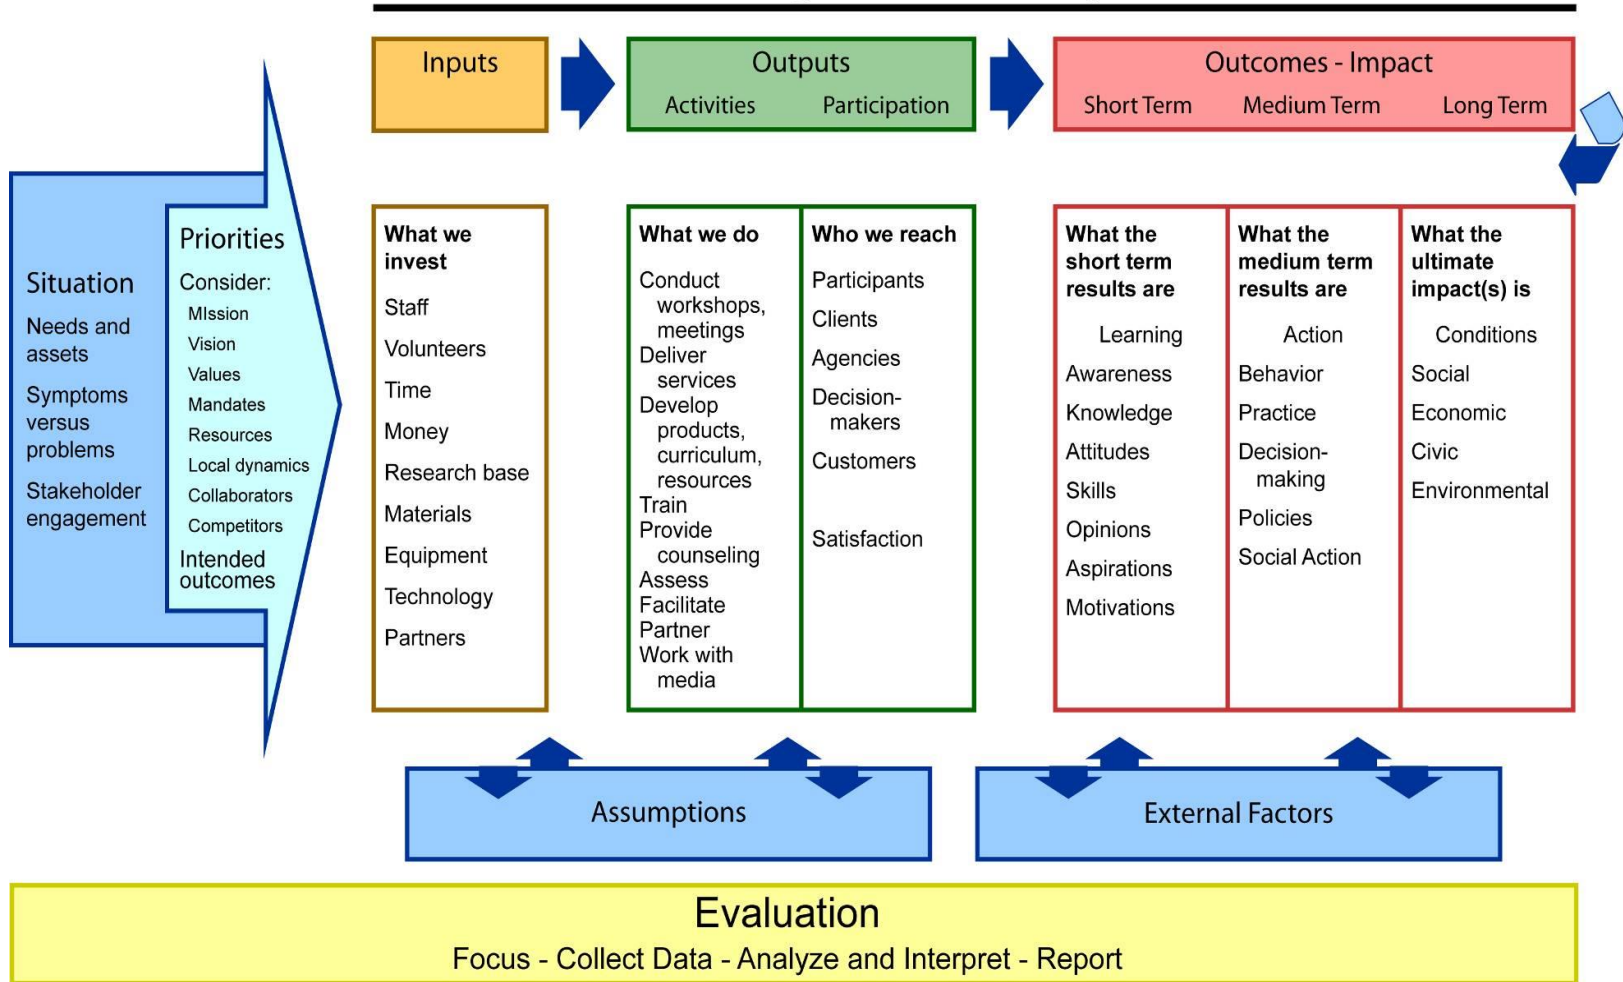 Inputs
Outputs
Activities
Participation
Outcomes - Impact
Short Term
Medium Term
Long Term
Situation
Needs and
assets
Symptoms
versus
problems
Stakeholder
engagement
Priorities
Consider:
MIssion
Vision
Values
Mandates
Resources
Local dynamics
Collaborators
Competitors
Intended
outcomes
What we
invest
Staff
Volunteers
Time
Money
Research base
Materials
Equipment
Technology
Partners
What we do
Conduct
workshops,
meetings
Deliver
services
Develop
products,
curriculum,
resources
Train
Provide
counseling
Assess
Facilitate
Partner
Work with
media
Who we reach
Participants
Clients
Agencies
Decision-
makers
Customers
Satisfaction
What the
short term
results are
Learning
Awareness
Knowledge
Attitudes
Skills
Opinions
Aspirations
Motivations
What the
medium term
results are
Action
Behavior
Practice
Decision-
making
Policies
Social Action
What the
ultimate
impact(s) is
Conditions
Social
Economic
Civic
Environmental
Assumptions
External Factors
Evaluation
Focus - Collect Data - Analyze and Interpret - Report